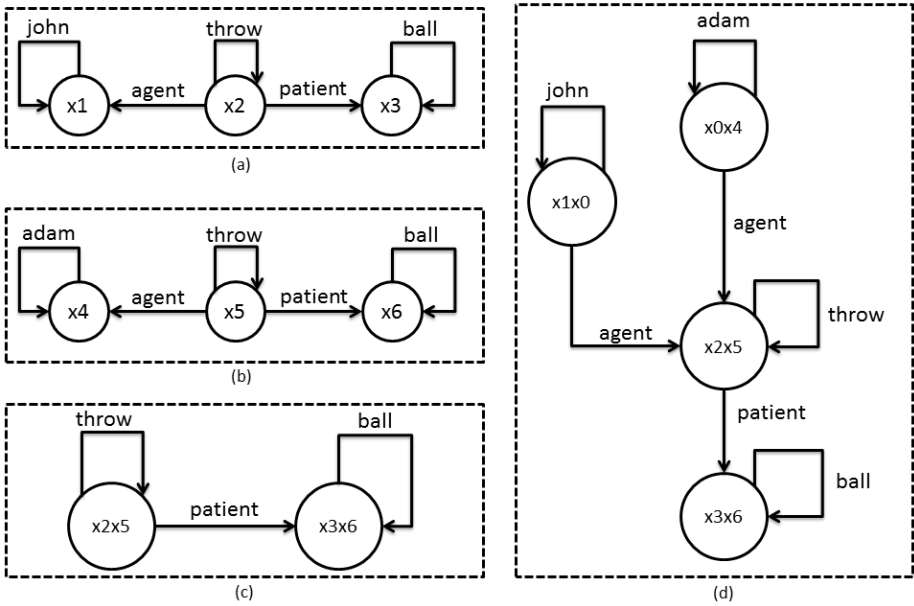 john
throw
ball
x1
agent
x2
patient
x3
(a)
adam
throw
ball
x4
agent
x5
patient
x6
(b)
throw
ball
x2x5
patient
x3x6
(c)
adam
john
x0x4
x1x0
agent
agent
x2x5
throw
patient
x3x6
ball
(d)